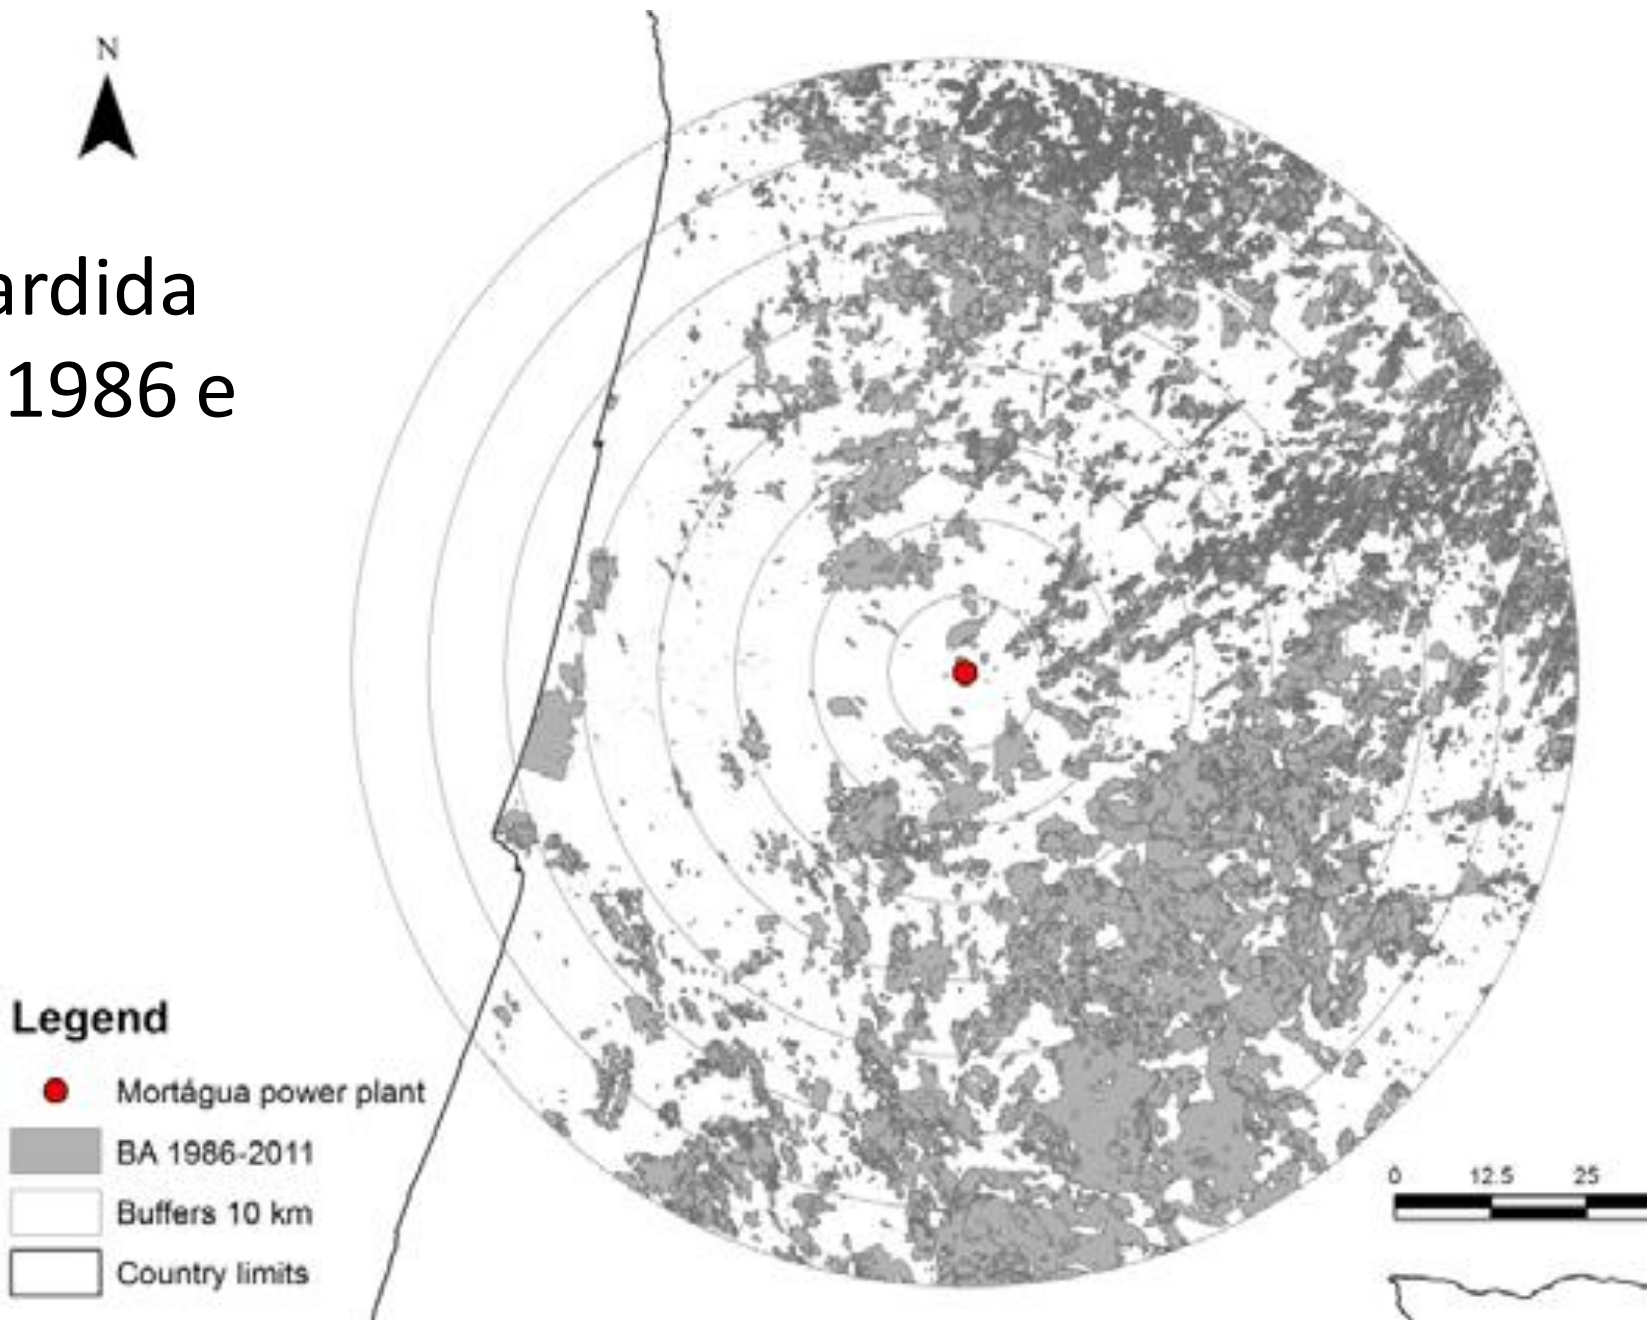 N
ardida
1986 e
Legend
Mortágua power plant
BA 1986-2011
Buffers 10 km
Country limits
0 12.5 25